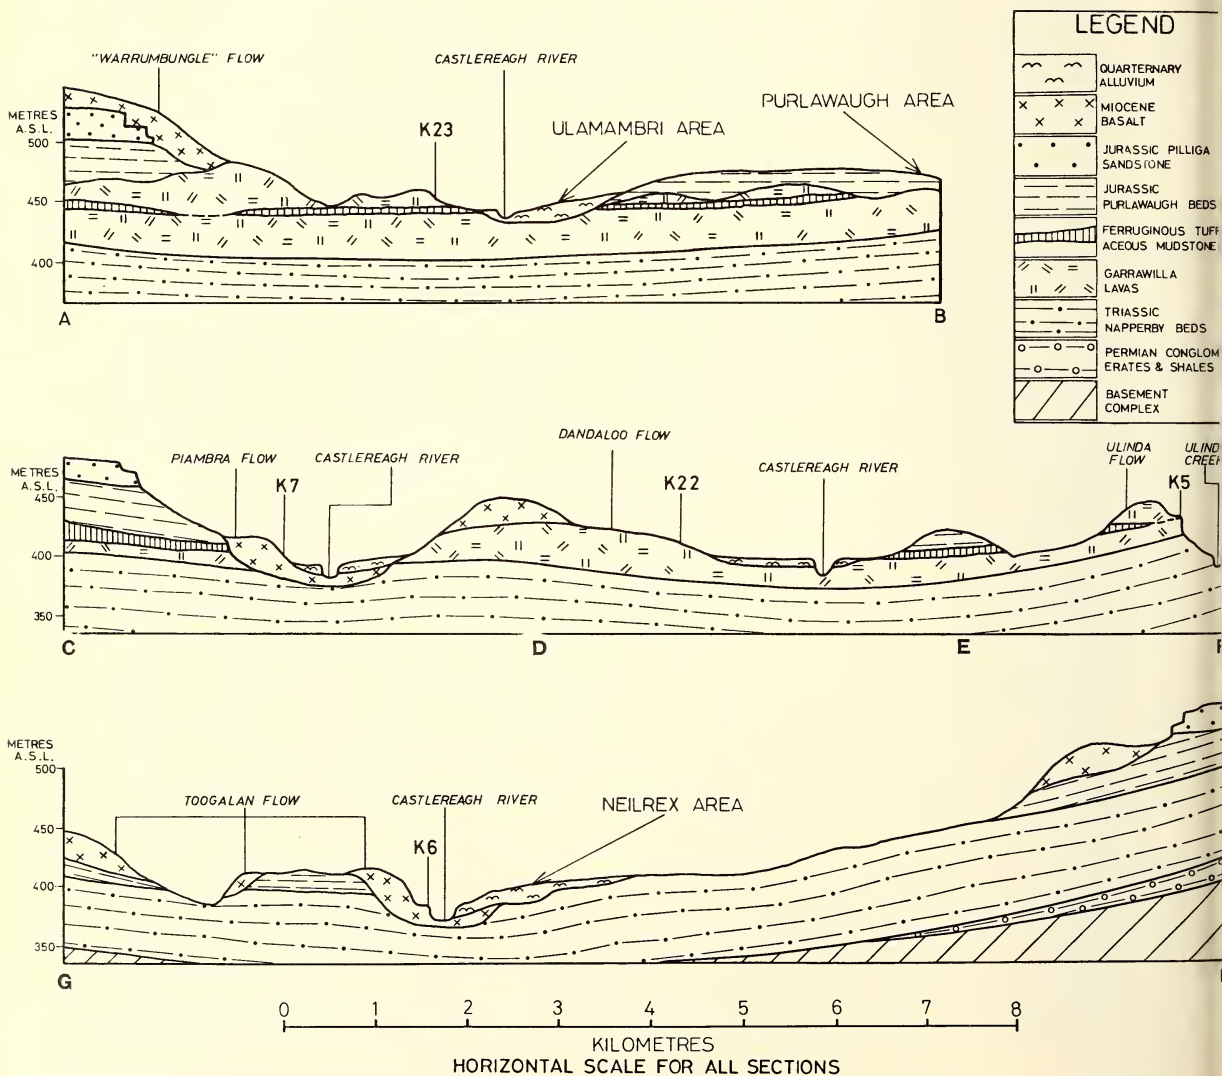 LEGEND
QUARTERNARY
ALLUVIUM
MIOCENE
BASALT
JURASSIC PILLIGA
SANDSTONE
JURASSIC
PURLAWAUGH BEDS
FERRUGINOUS TUFF
ACEOUS MUDSTONE
GARRAWILLA
LAVAS
TRIASSIC
NAPPERBY BEDS
PERMIAN CONGLOM
ERATES & SHALES
BASEMENT
COMPLEX
"WARRUMBUNGLE" FLOW
CASTLEREAGH RIVER
PURLAWAUGH AREA
METRES
A.S.L.
K23
ULAMAMBRI AREA
500
450
400
A
B
DANDALOO FLOW
PIAMBRA FLOW
CASTLEREAGH RIVER
CASTLEREAGH RIVER
ULINDA
FLOW
ULIND
CREEK
METRES
A.S.L.
K7
K22
K5
450
400
350
C
D
E
METRES
A.S.L.
500
TOOGALAN FLOW
CASTLEREAGH RIVER
NEILREX AREA
450
K6
400
350
G
0 1 2 3 4 5 6 7 8
KILOMETRES
HORIZONTAL SCALE FOR ALL SECTIONS